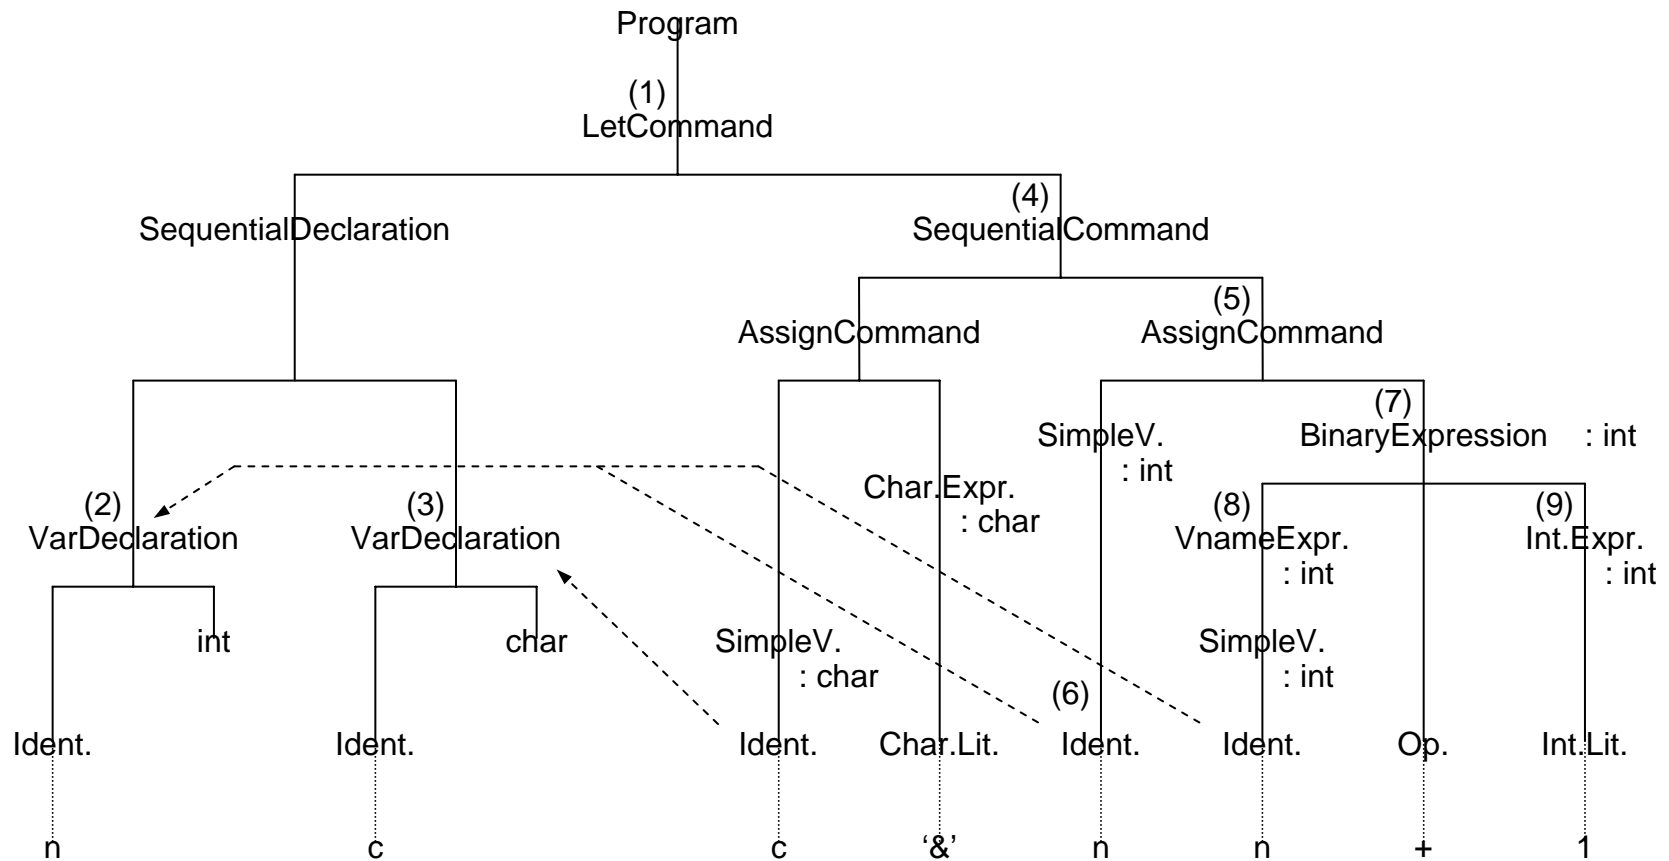 Program
(1)
LetCommand
(4)
SequentialDeclaration
SequentialCommand
(5)
AssignCommand
AssignCommand
(7)
SimpleV.
: int
BinaryExpression : int
Char.Expr.
: char
(2)
VarDeclaration
(3)
VarDeclaration
(8)
VnameExpr.
: int
(9)
Int.Expr.
: int
int
char
SimpleV.
: char
SimpleV.
: int
(6)
Ident.
Ident.
Ident.
Char.Lit.
Ident.
Ident.
Op.
Int.Lit.
n
c
c
‘&’
n
n
+
1